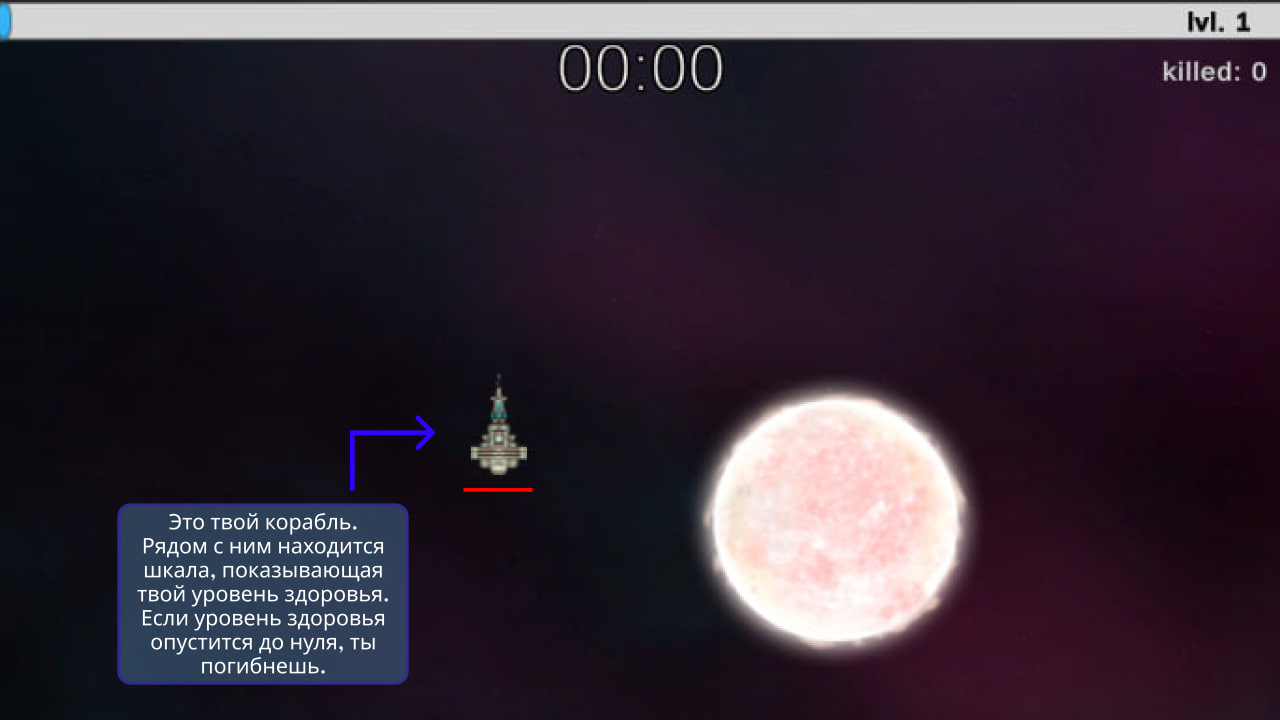 lvl. 1
00:00
killed: 0
Это твой корабль.
Рядом с ним находится
шкала, показывающая
твой уровень здоровья.
Если уровень здоровья
опустится до нуля, ты
погибнешь.